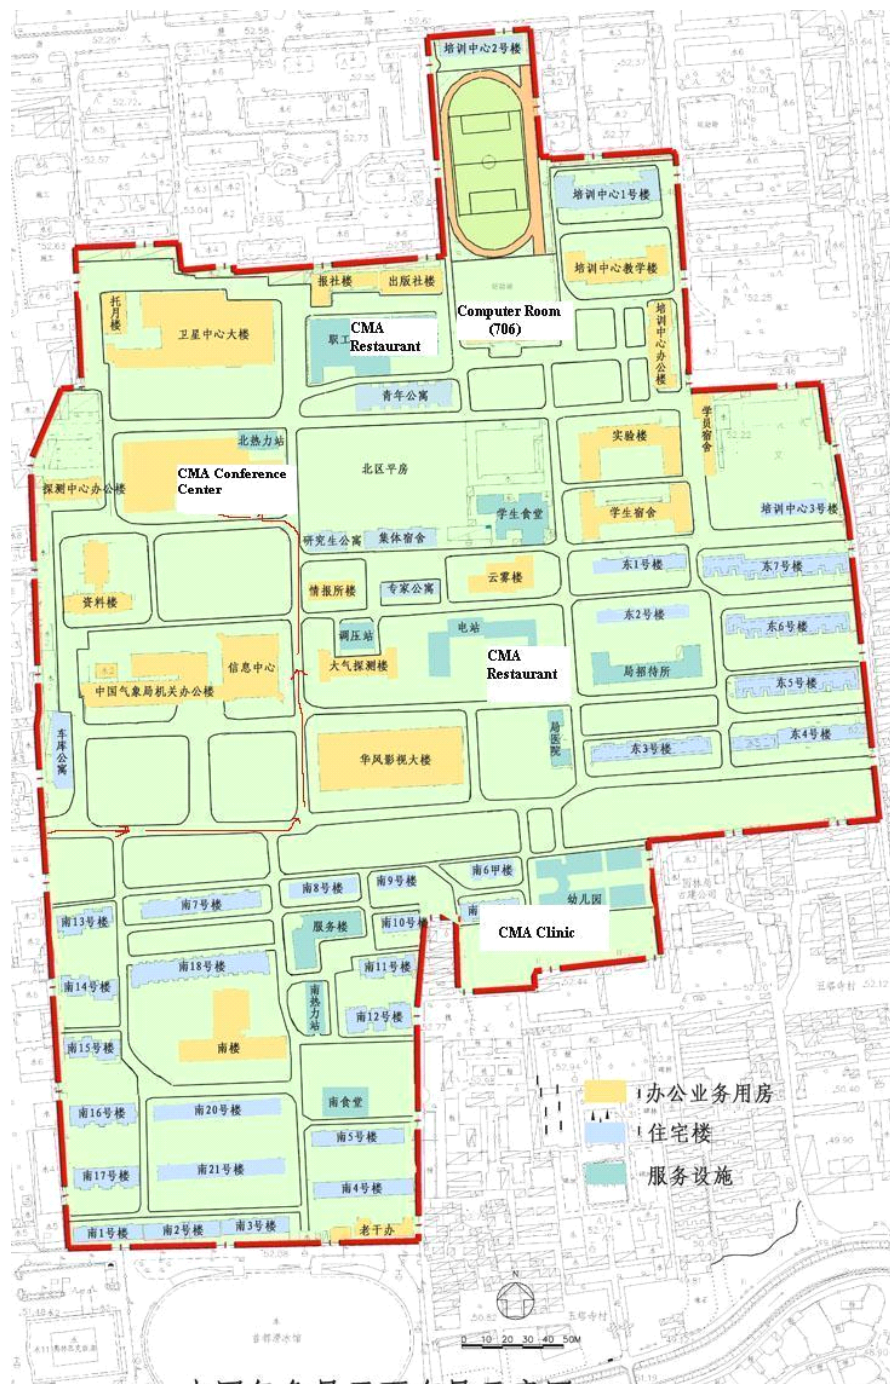 培训中心2号楼
培训中心1号楼
培训中心教学楼
报社楼
出版社楼
托月楼
卫星中心大楼
职工
CMA
Restaurant
Computer Room
(706)
培训中心办公楼
青年公寓
北热力站
CMA Conference
Center
探测中心办公楼
北区平房
实验楼
学员宿舍
学生食堂
学生宿舍
培训中心3号楼
研究生公寓
集体宿舍
资料楼
情报所楼
专家公寓
云雾楼
东1号楼
东7号楼
东2号楼
东6号楼
调压站
电站
信息中心
大气探测楼
CMA
Restaurant
局招待所
中国气象局机关办公楼
东5号楼
车库公寓
华风影视大楼
局医院
东3号楼
东4号楼
南6甲楼
南7号楼
南8号楼
南9号楼
幼儿园
南13号楼
服务楼
南10号楼
CMA Clinic
南18号楼
南11号楼
南14号楼
南热力站
南12号楼
南15号楼
南楼
南16号楼
南20号楼
南食堂
南5号楼
南17号楼
南21号楼
南4号楼
南1号楼
南2号楼
南3号楼
老干办
办公业务用房
住宅楼
服务设施
N
0 10 20 30 40 50M
五塔寺村
首都滑冰馆